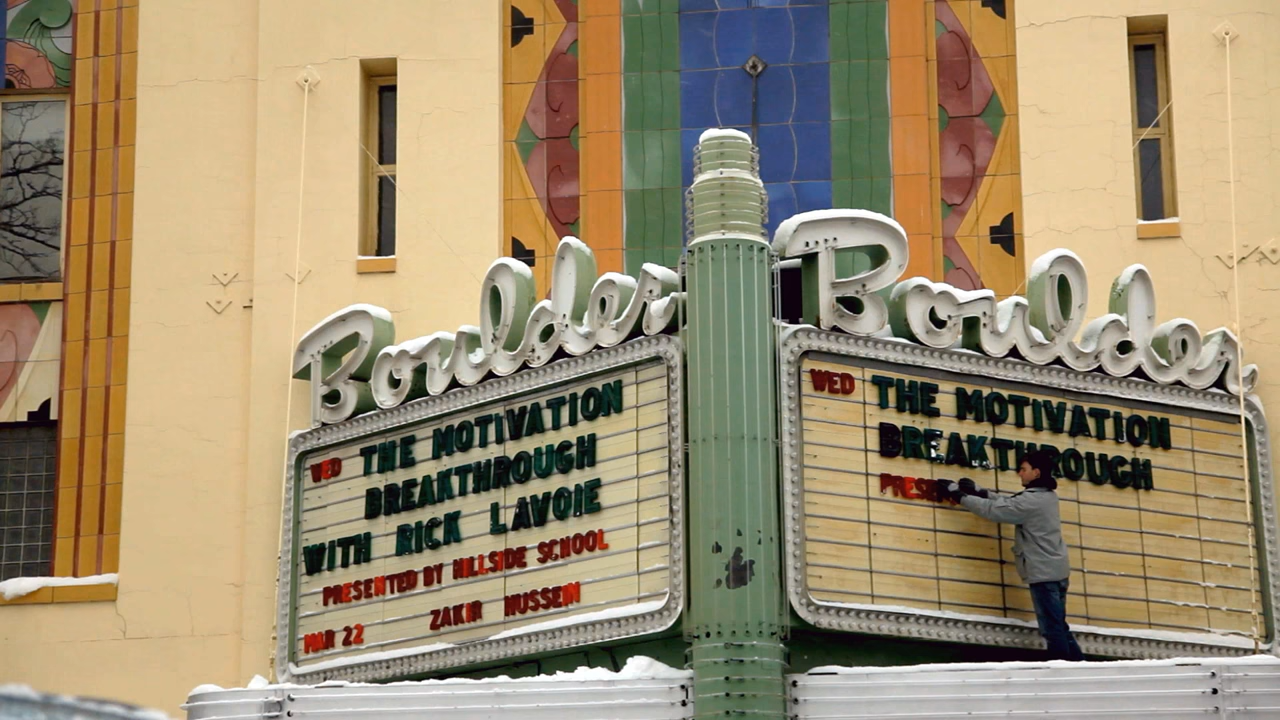 Boulder
WED THE MOTIVATION
BREAKTHROUGH
WITH RICK LAVOIE
PRESENTED BY HILLSIDE SCHOOL
MAR 22 ZAKIR HUSSEIN
Boulder
WED THE MOTIVATION
BREAKTHROUGH
PRESE